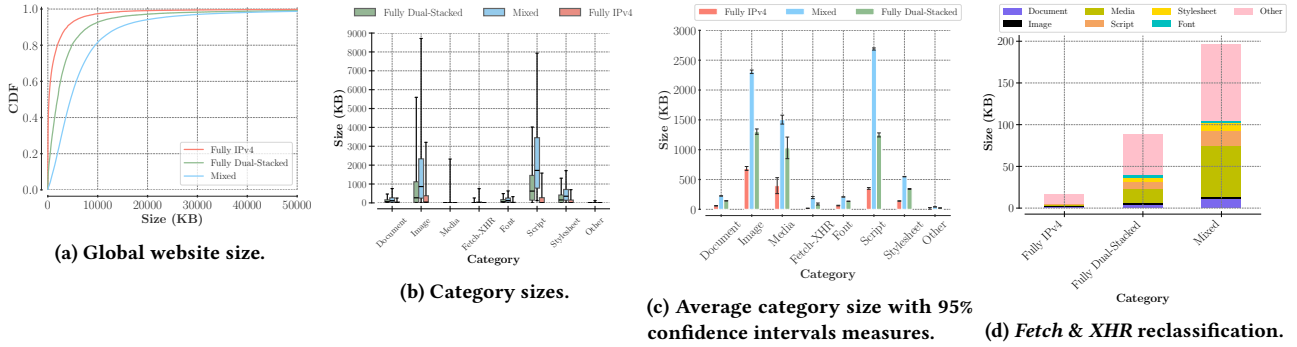 1.0
0.8
0.6
0.4
0.2
0.0
CDF
0
10000
20000
30000
40000
50000
Size (KB)
Fully IPv4
Fully Dual-Stacked
Mixed
(a) Global website size.
Fully Dual-Stacked
Mixed
Fully IPv4
9000
8000
7000
6000
5000
4000
3000
2000
1000
0
Size (KB)
Document
Image
Media
Fetch-XHR
Font
Script
Stylesheet
Other
Category
(b) Category sizes.
Fully IPv4
Mixed
Fully Dual-Stacked
3000
2500
2000
1500
1000
500
0
Size (KB)
Document
Image
Media
Fetch-XHR
Font
Script
Stylesheet
Other
Category
(c) Average category size with 95%
confidence intervals measures.
Document
Media
Stylesheet
Other
Image
Script
Font
200
150
100
50
0
Size (KB)
Fully IPv4
Fully Dual-Stacked
Mixed
Category
(d) Fetch & XHR reclassification.